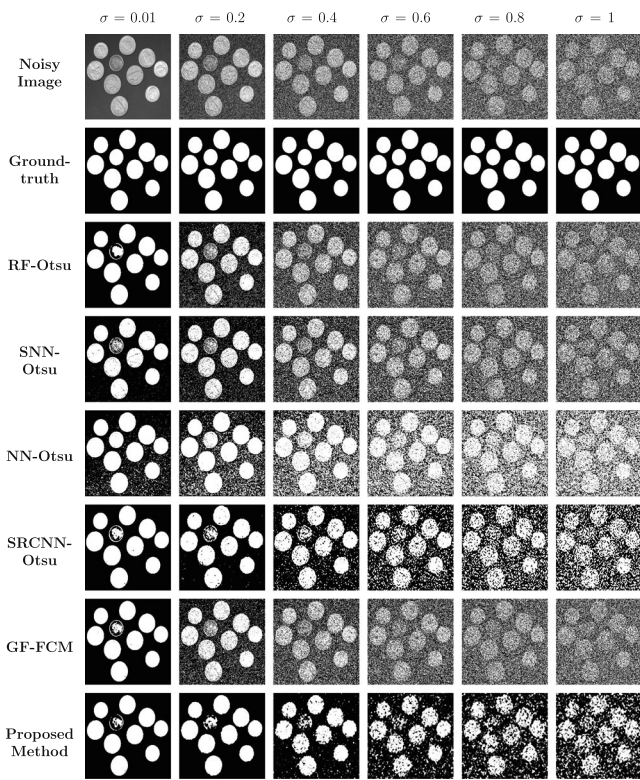 σ = 0.01 σ = 0.2 σ = 0.4 σ = 0.6 σ = 0.8 σ = 1
Noisy
Image
Ground-
truth
RF-Otsu
SNN-
Otsu
NN-Otsu
SRCNN-
Otsu
GF-FCM
Proposed
Method